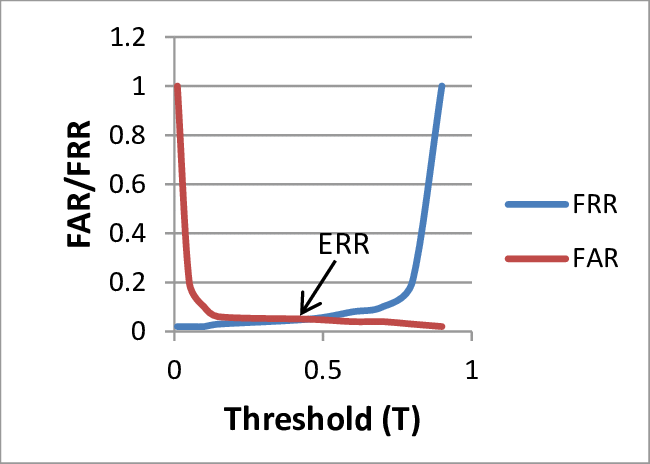 1.2
1
0.8
0.6
0.4
0.2
0
FAR/FRR
ERR
0
0.5
1
Threshold (T)
FRR
FAR